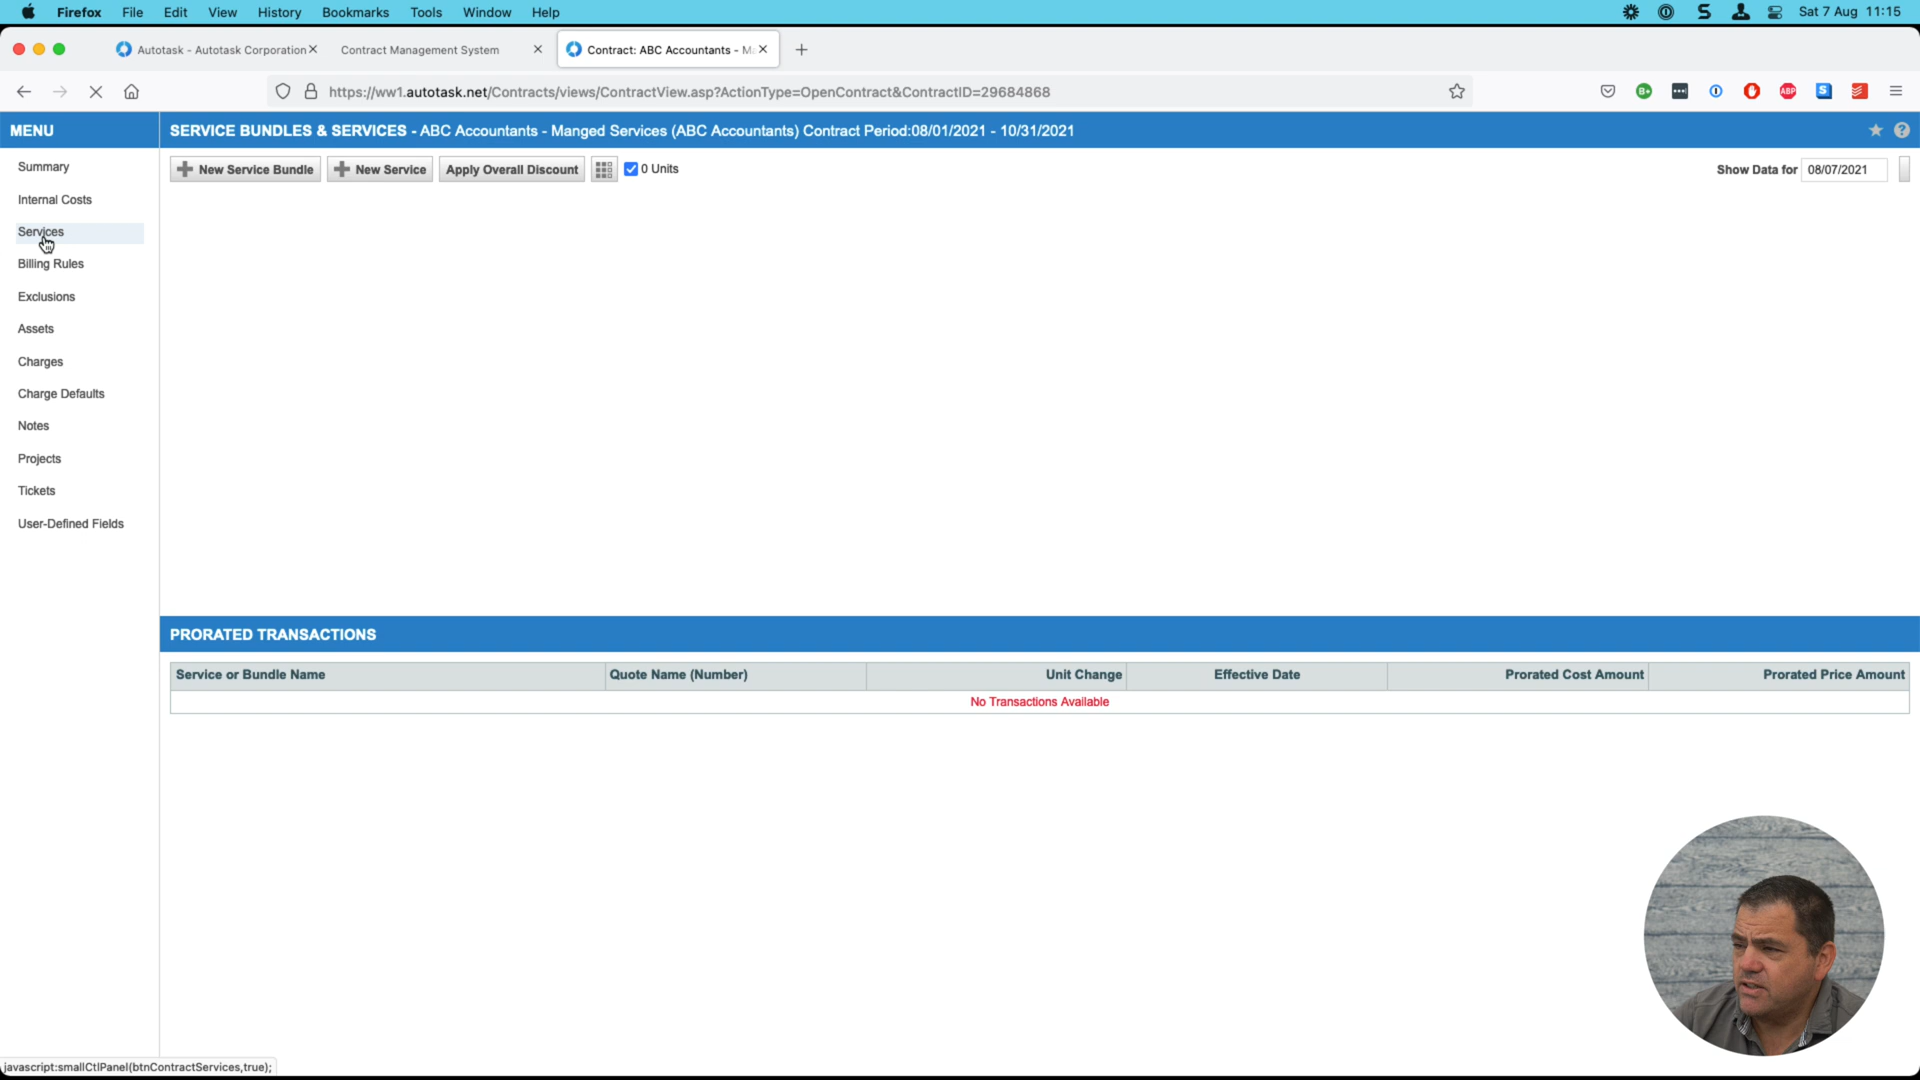 Firefox File Edit View History Bookmarks Tools Window Help Sat 7 Aug 11:15
Autotask - Autotask Corporation Contract Management System Contract: ABC Accountants - Ma
https://ww1.autotask.net/Contracts/views/ContractView.asp?ActionType=OpenContract&ContractID=29684868
MENU
SERVICE BUNDLES & SERVICES - ABC Accountants - Manged Services (ABC Accountants) Contract Period:08/01/2021 - 10/31/2021
New Service Bundle New Service Apply Overall Discount 0 Units Show Data for 08/07/2021
Summary
Internal Costs
Services
Billing Rules
Exclusions
Assets
Charges
Charge Defaults
Notes
Projects
Tickets
User-Defined Fields
PRORATED TRANSACTIONS
Service or Bundle Name Quote Name (Number) Unit Change Effective Date Prorated Cost Amount Prorated Price Amount
No Transactions Available
javascript:smallCtlPanel(btnContractServices,true);